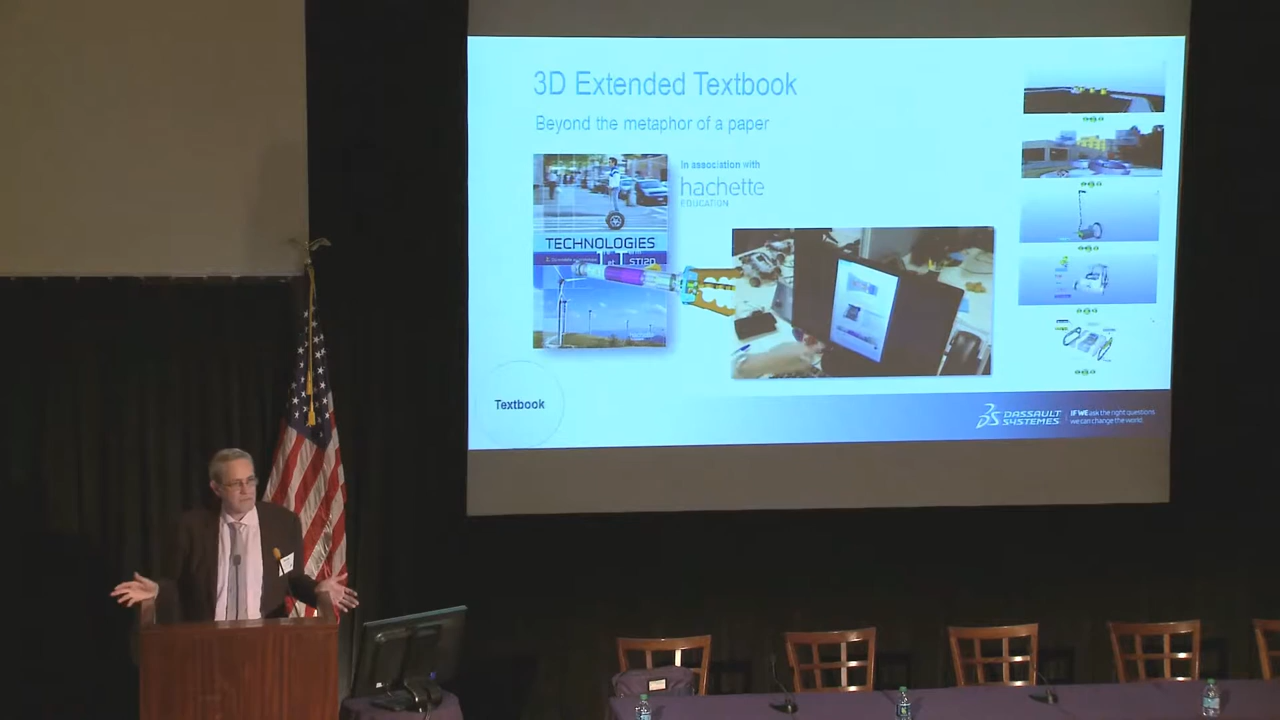 3D Extended Textbook
Beyond the metaphor of a paper
In association with
hachette
EDUCATION
TECHNOLOGIES
STI2D
Textbook
DASSAULT
SYSTEMES
IF WE ask the right questions
we can change the world.